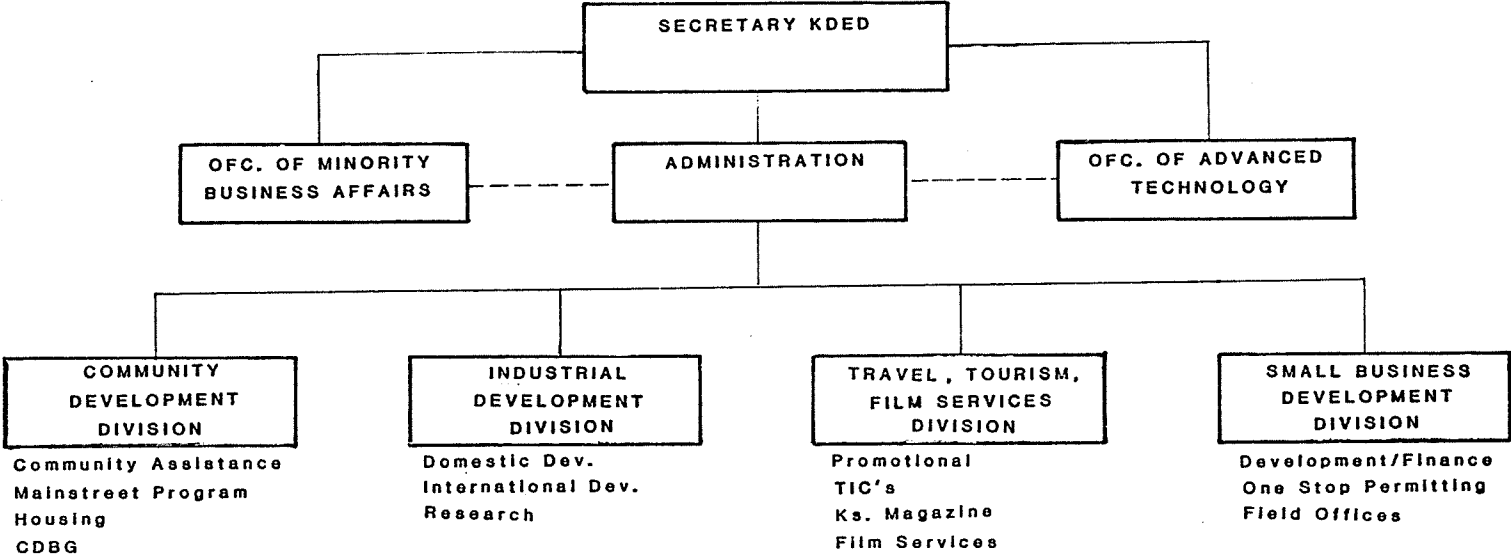 SECRETARY KDED
OFC. OF MINORITY
BUSINESS AFFAIRS
ADMINISTRATION
OFC. OF ADVANCED
TECHNOLOGY
COMMUNITY
DEVELOPMENT
DIVISION
Community Assistance
Mainstreet Program
Housing
CDBG
INDUSTRIAL
DEVELOPMENT
DIVISION
Domestic Dev.
International Dev.
Research
TRAVEL, TOURISM,
FILM SERVICES
DIVISION
Promotional
TIC's
Ks. Magazine
Film Services
SMALL BUSINESS
DEVELOPMENT
DIVISION
Development/Finance
One Stop Permitting
Field Offices